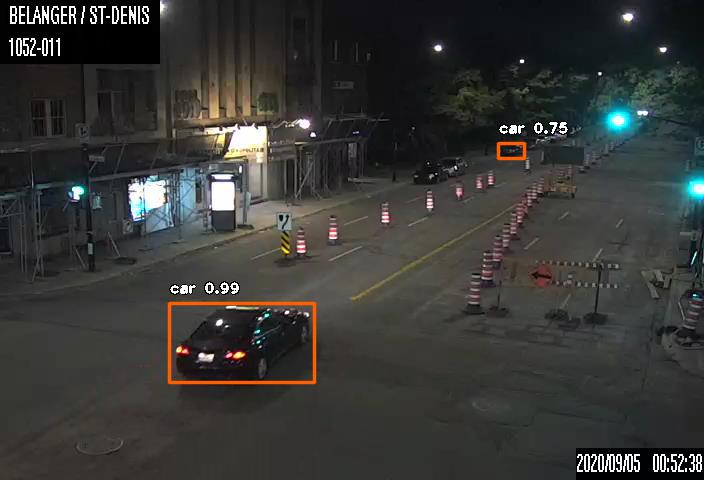 BELANGER / ST-DENIS
1052-011
car 0.75
car 0.99
2020/09/05 00:52:38